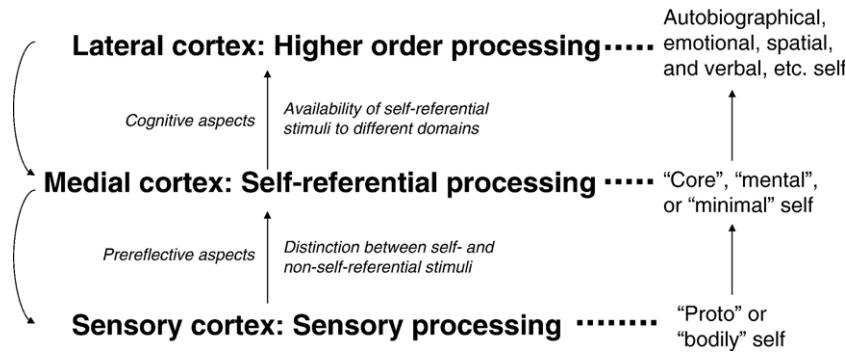 Lateral cortex: Higher order processing
Autobiographical,
emotional, spatial,
and verbal, etc. self
Cognitive aspects
Availability of self-referential
stimuli to different domains
Medial cortex: Self-referential processing
“Core”, “mental”,
or “minimal” self
Prereflective aspects
Distinction between self- and
non-self-referential stimuli
Sensory cortex: Sensory processing
“Proto” or
“bodily” self